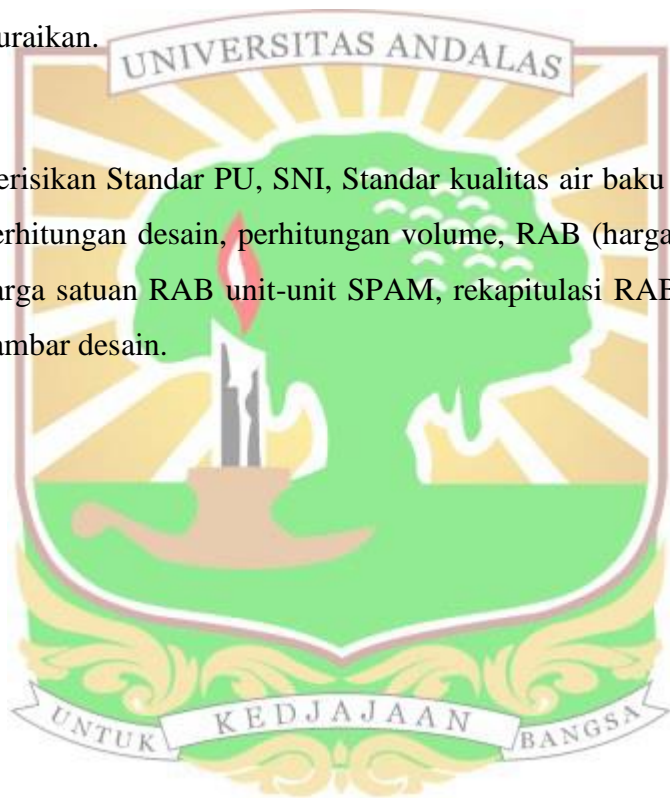 uraikan.
UNIVERSITAS ANDALAS
erisikan Standar PU, SNI, Standar kualitas air baku
erhitungan desain, perhitungan volume, RAB (harga
arga satuan RAB unit-unit SPAM, rekapitulasi RAB
ambar desain.
UNTUK KEDJAJAAN BANGSA